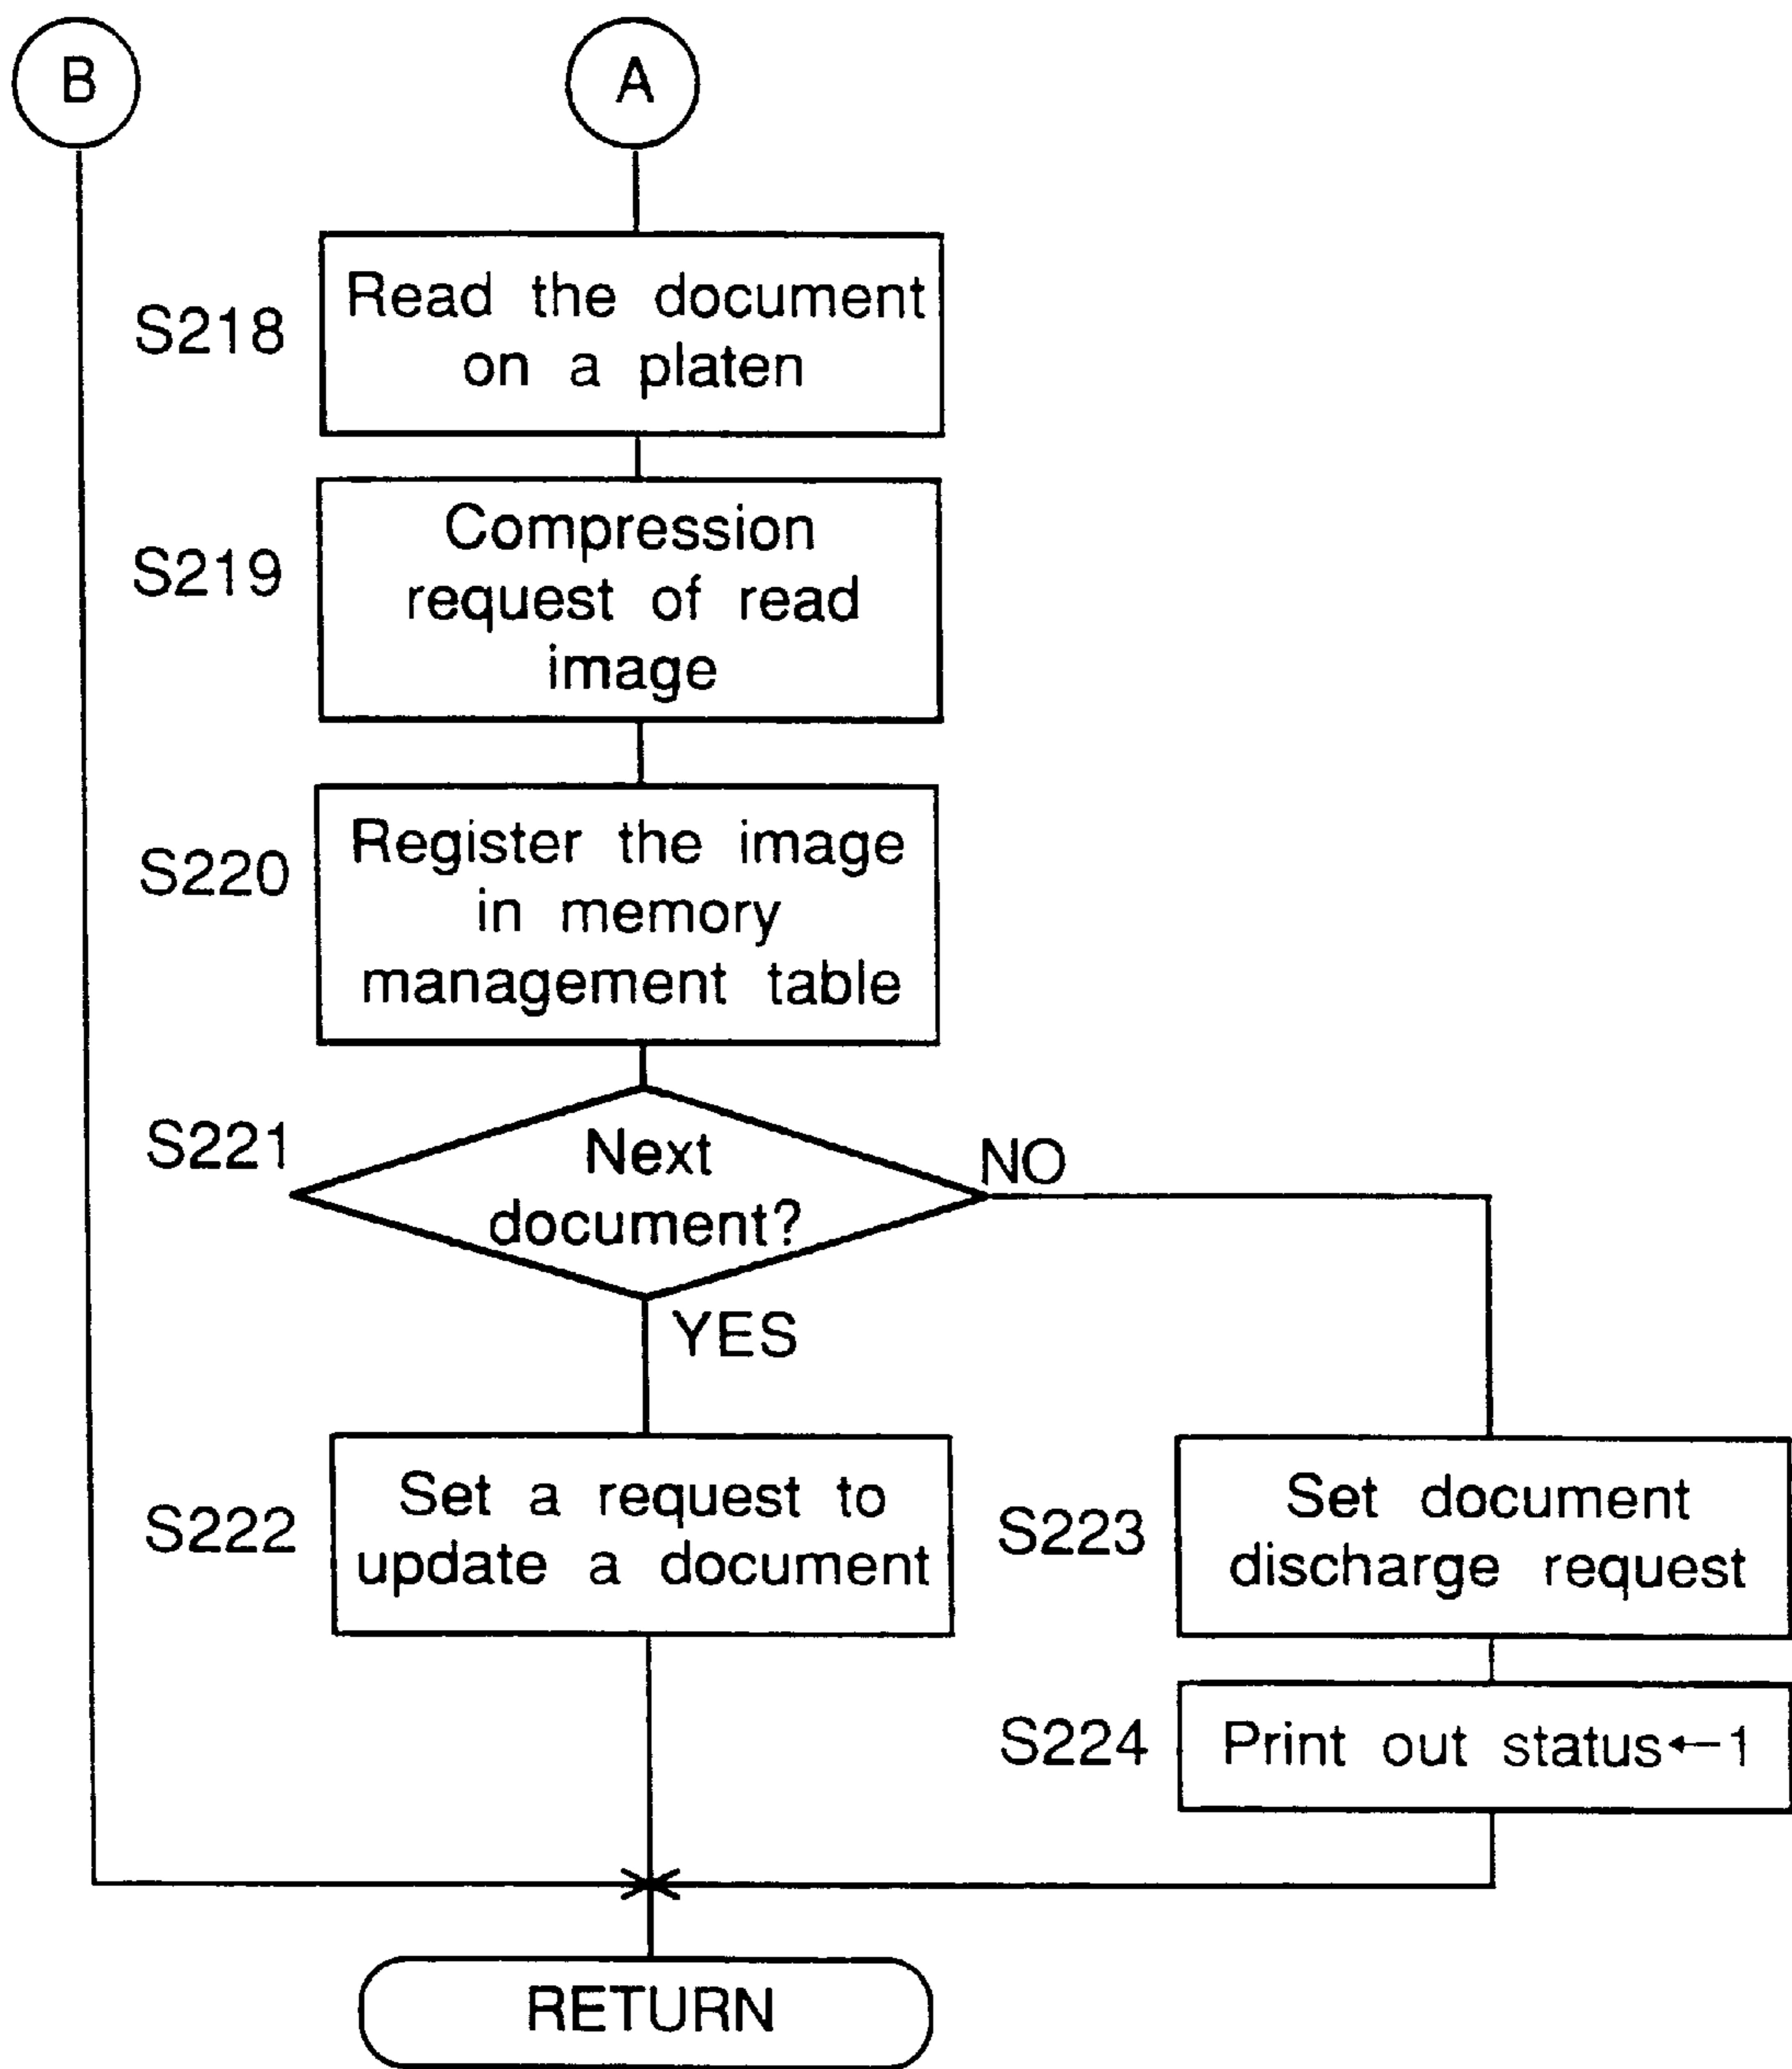 B
A
S218
Read the document
on a platen
S219
Compression
request of read
image
S220
Register the image
in memory
management table
S221
Next
document?
NO
YES
S222
Set a request to
update a document
S223
Set document
discharge request
S224
Print out status←1
RETURN